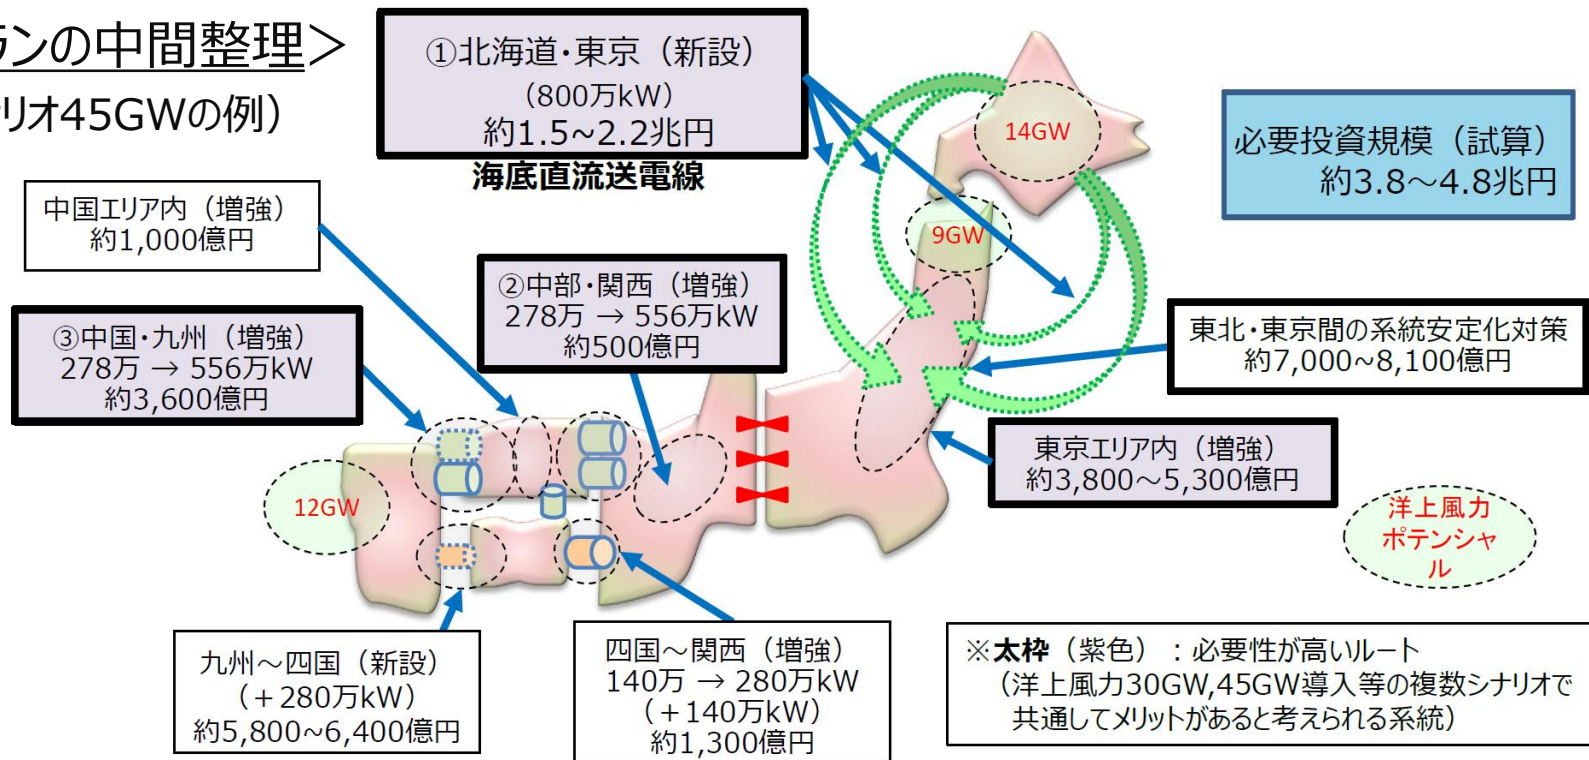 ランの中間整理＞
ナリオ45GWの例）
①北海道・東京（新設）
（800万kW）
約1.5~2.2兆円
海底直流送電線
必要投資規模（試算）
約3.8～4.8兆円
14GW
9GW
中国エリア内（増強）
約1,000億円
②中部・関西（増強）
278万 → 556万kW
約500億円
③中国・九州（増強）
278万 → 556万kW
約3,600億円
東北・東京間の系統安定化対策
約7,000～8,100億円
東京エリア内（増強）
約3,800～5,300億円
12GW
洋上風力
ポテンシャ
ル
九州～四国（新設）
（＋280万kW）
約5,800～6,400億円
四国～関西（増強）
140万 → 280万kW
（＋140万kW）
約1,300億円
※太枠（紫色）：必要性が高いルート
（洋上風力30GW,45GW導入等の複数シナリオで
共通してメリットがあると考えられる系統）